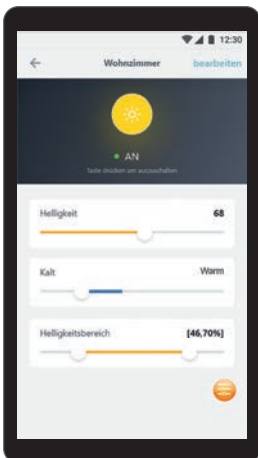 12:30
Wohnzimmer bearbeiten
AN
Taste drücken um auszuschalten
Helligkeit 68
Kalt Warm
Helligkeitsbereich [46,70%]